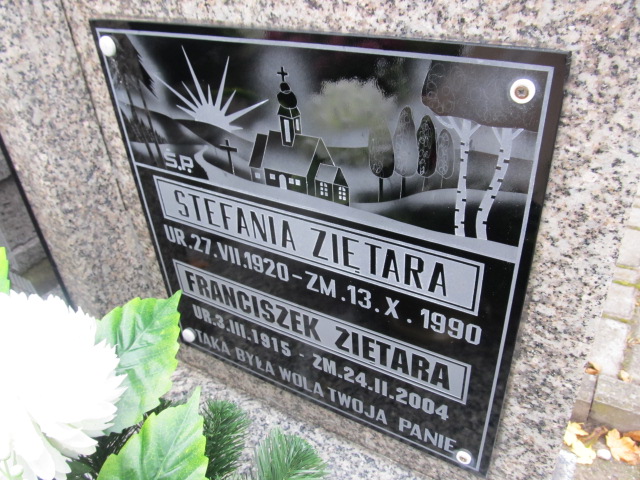 Ś.P.
STEFANIA ZIĘTARA
UR.27.VII.1920-ZM.13.X.1990
FRANCISZEK ZIĘTARA
UR.3.III.1915 - ZM.24.II.2004
TAKA BYŁA WOLA TWOJA PANIE